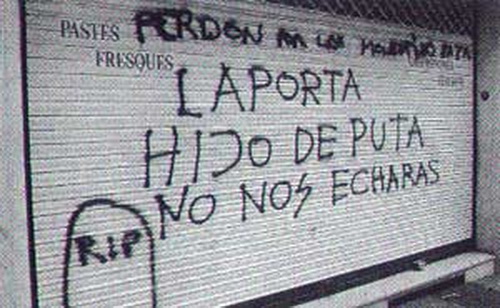 PASTES PERDON
FRESQUES
LAPORTA
HIJO DE PUTA
NO NOS ECHARAS
RIP